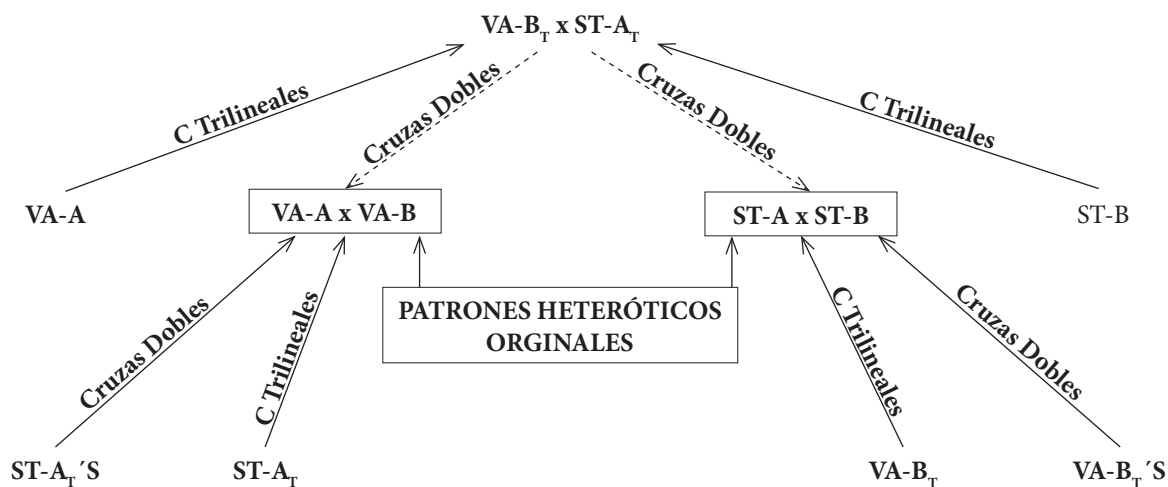 VA-B_T x ST-A_T
C Trilineales
Cruzas Dobles
Cruzas Dobles
C Trilineales
VA-A
VA-A x VA-B
ST-A x ST-B
ST-B
PATRONES HETERÓTICOS
ORGINALES
Cruzas Dobles
C Trilineales
C Trilineales
Cruzas Dobles
ST-A_T´S
ST-A_T
VA-B_T
VA-B_T´S